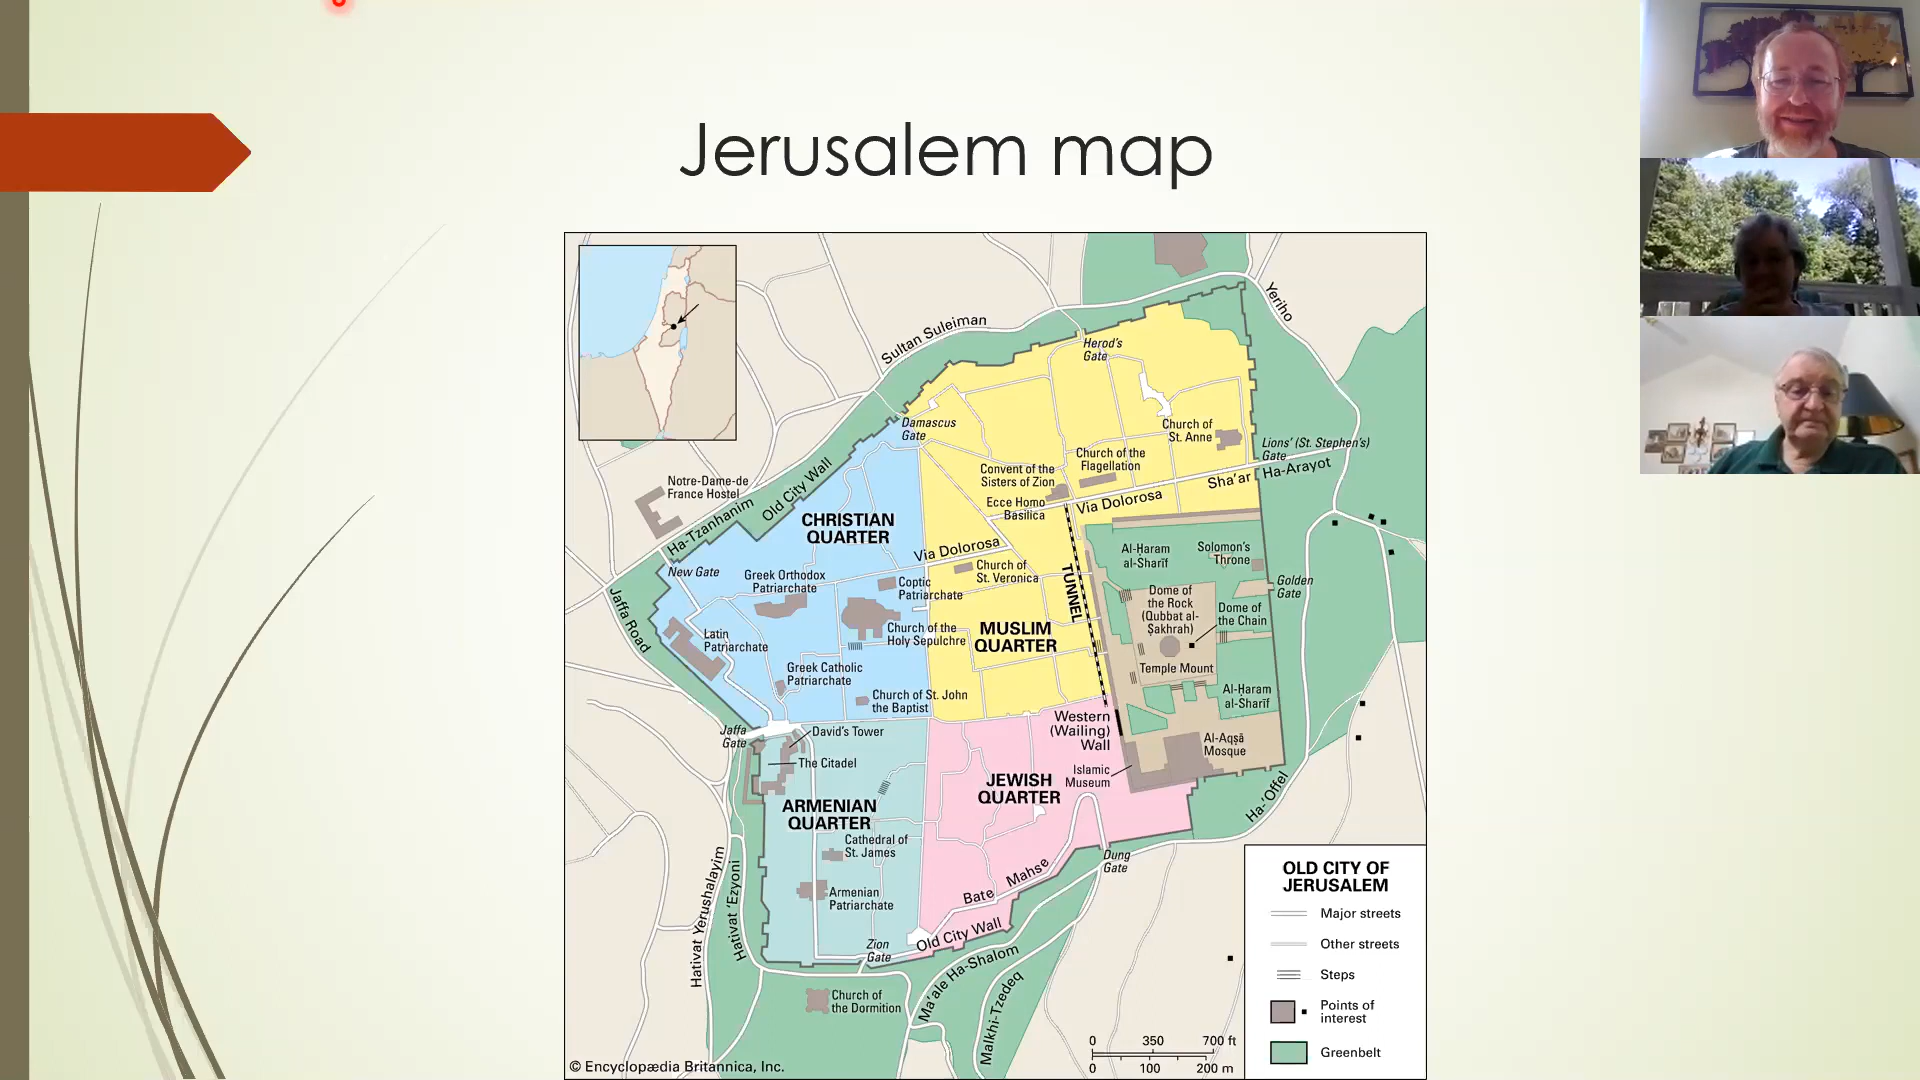 Jerusalem map
Sultan Suleiman
Yeriho
Herod's
Gate
Damascus
Gate
Church of
St. Anne
Lions' (St. Stephen's)
Gate
Sha'ar Ha-Arayot
Church of the
Flagellation
Convent of the
Sisters of Zion
Ecce Homo
Basilica
Via Dolorosa
Notre-Dame-de
France Hostel
Old City Wall
Ha-Tzanhanim
CHRISTIAN
QUARTER
Via Dolorosa
New Gate
Greek Orthodox
Patriarchate
Coptic
Patriarchate
Church of
St. Veronica
TUNNEL
Al-Ḥaram
al-Sharīf
Solomon's
Throne
Golden
Gate
Dome of
the Rock
(Qubbat al-
Ṣakhrah)
Dome of
the Chain
Jaffa Road
Latin
Patriarchate
Church of the
Holy Sepulchre
MUSLIM
QUARTER
Temple Mount
Greek Catholic
Patriarchate
Church of St. John
the Baptist
Al-Ḥaram
al-Sharīf
Western
(Wailing)
Wall
Jaffa
Gate
David's Tower
The Citadel
Al-Aqṣā
Mosque
Islamic
Museum
JEWISH
QUARTER
ARMENIAN
QUARTER
Ha-'Offel
Cathedral of
St. James
Dung
Gate
Bate Mahse
Armenian
Patriarchate
Hativat Yerushalayim
Hativat 'Ezyoni
Old City Wall
Zion
Gate
Ma'ale Ha-Shalom
Malkhi-Tzedeq
Church of
the Dormition
OLD CITY OF
JERUSALEM
Major streets
Other streets
Steps
Points of
interest
Greenbelt
0 350 700 ft
0 100 200 m
© Encyclopædia Britannica, Inc.